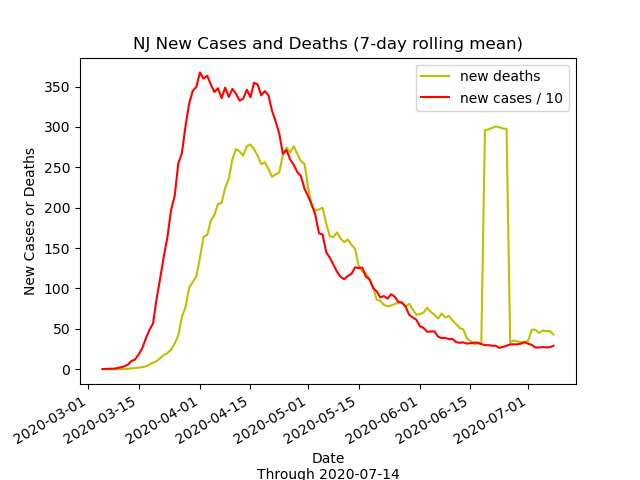 NJ New Cases and Deaths (7-day rolling mean)
new deaths
new cases / 10
New Cases or Deaths
350
300
250
200
150
100
50
0
2020-03-01
2020-03-15
2020-04-01
2020-04-15
2020-05-01
2020-05-15
2020-06-01
2020-06-15
2020-07-01
Date
Through 2020-07-14